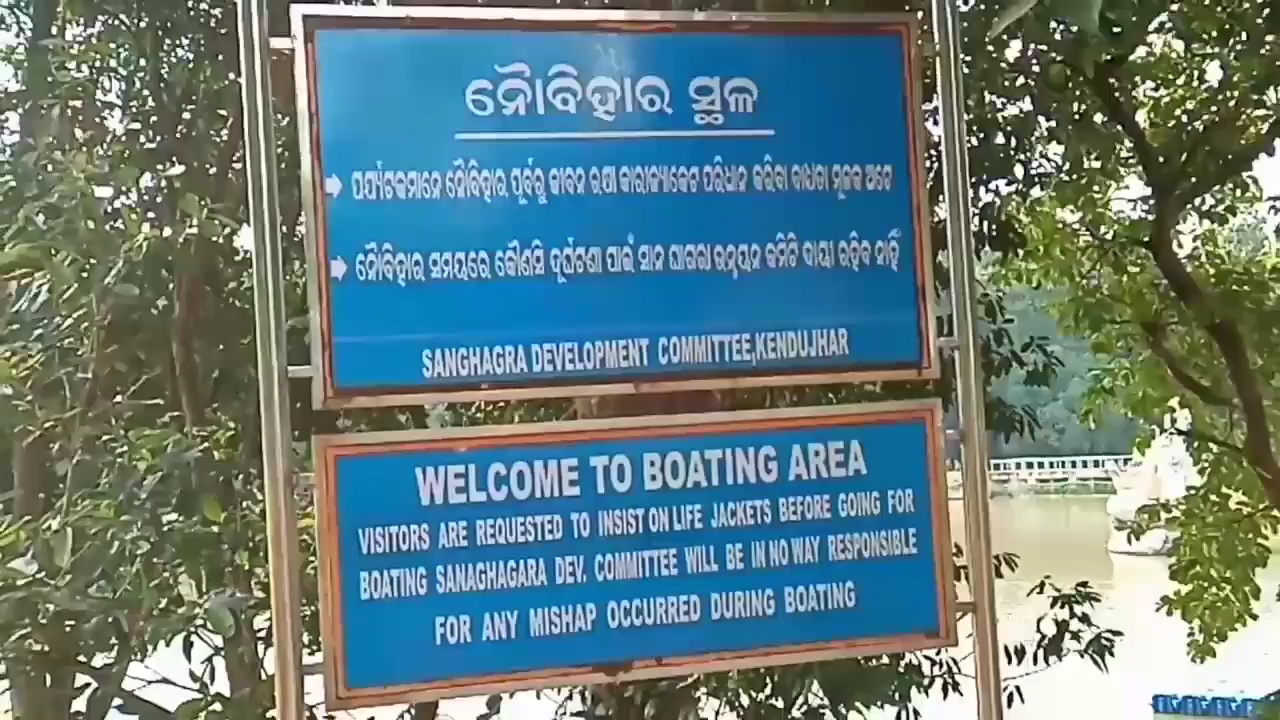 ନୌବିହାର ସ୍ଥଳ
ପର୍ଯ୍ୟଟକମାନେ ନୌବିହାର ପୂର୍ବରୁ ଜୀବନ ରକ୍ଷା କାରୀଜ୍ୟାକେଟ ପରିଧାନ କରିବା ବାଧ୍ୟତା ମୂଳକ ଅଟେ
ନୌବିହାର ସମୟରେ କୌଣସି ଦୂର୍ଘଟଣା ପାଇଁ ସାନ ଘାଗରା ଉନ୍ନୟନ କମିଟି ଦାୟୀ ରହିବ ନାହିଁ
SANGHAGRA DEVELOPMENT COMMITTEE,KENDUJHAR
WELCOME TO BOATING AREA
VISITORS ARE REQUESTED TO INSIST ON LIFE JACKETS BEFORE GOING FOR
BOATING SANAGHAGARA DEV. COMMITTEE WILL BE IN NO WAY RESPONSIBLE
FOR ANY MISHAP OCCURRED DURING BOATING